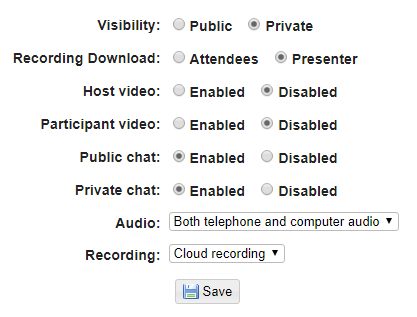 Visibility: Public Private
Recording Download: Attendees Presenter
Host video: Enabled Disabled
Participant video: Enabled Disabled
Public chat: Enabled Disabled
Private chat: Enabled Disabled
Audio: Both telephone and computer audio
Recording: Cloud recording
Save